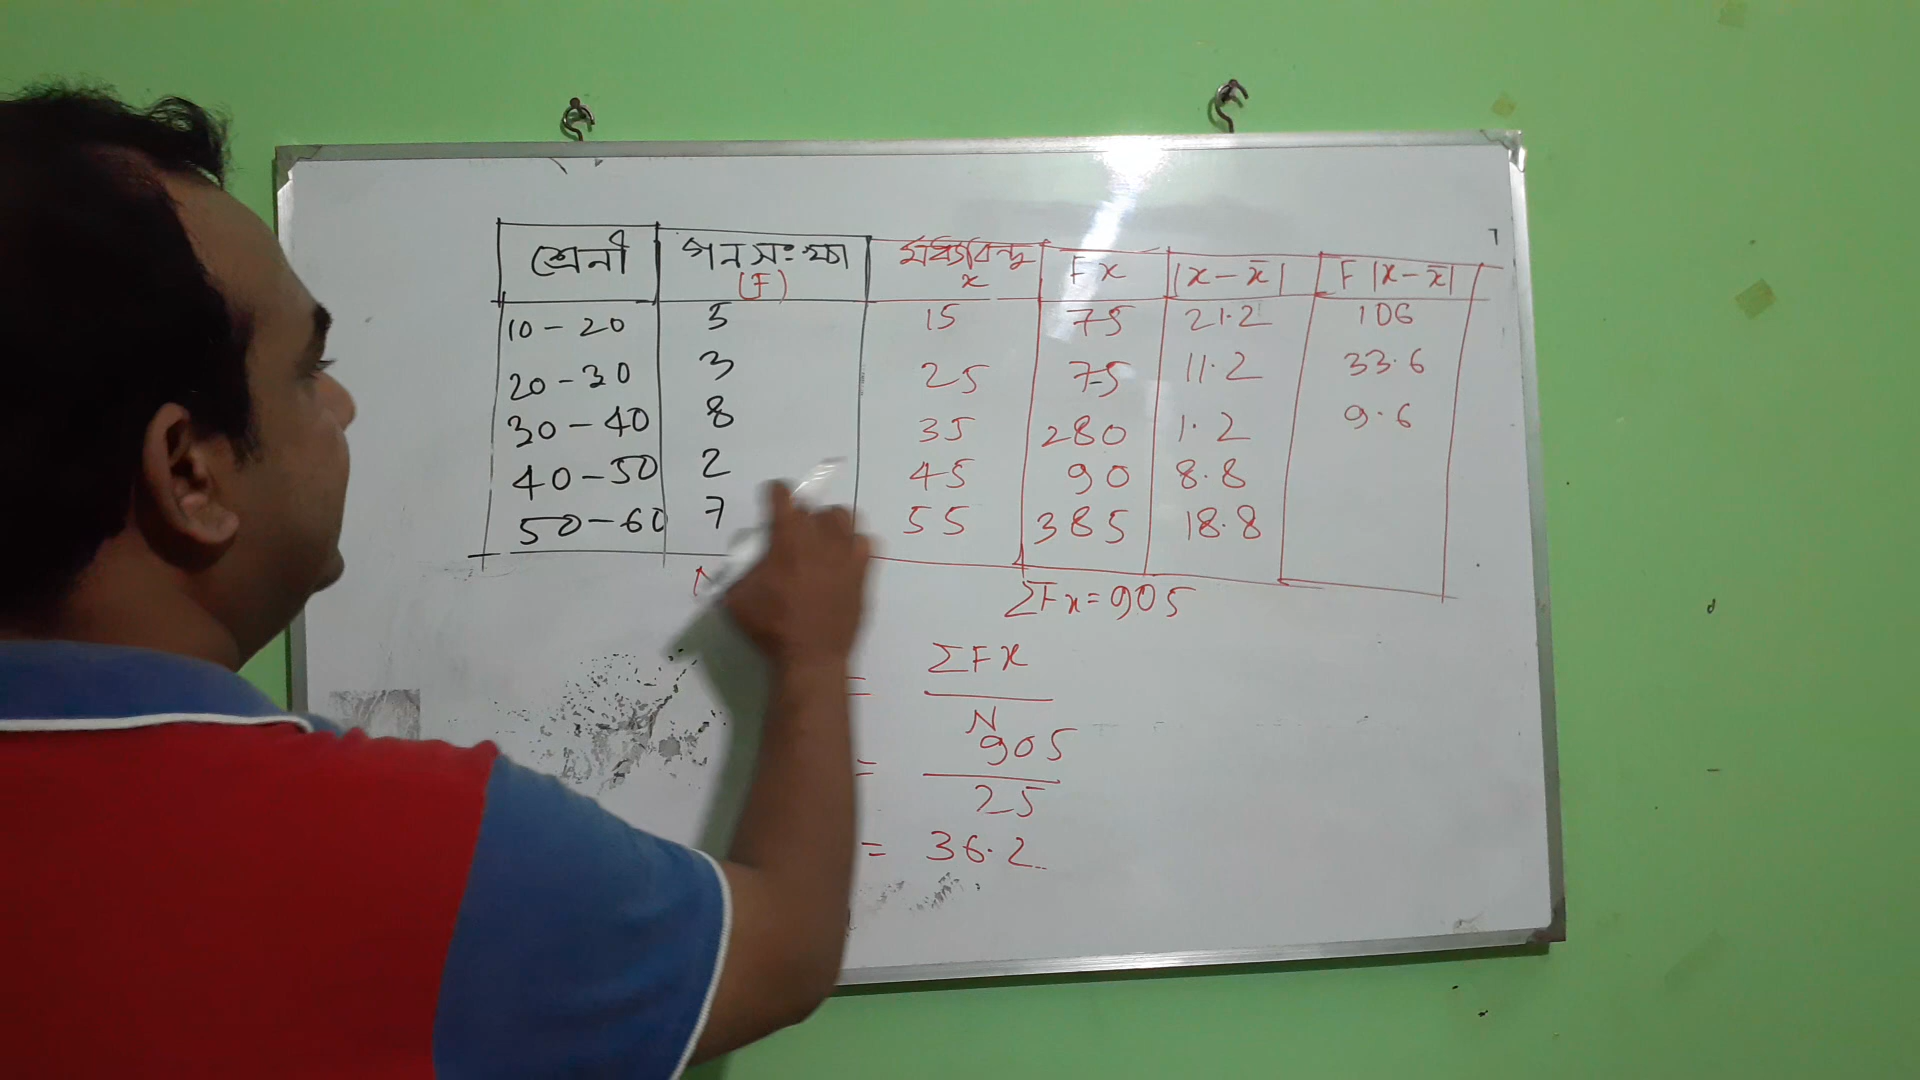 শ্রেনী গনসংখ্যা (F) মধ্যবিন্দু x Fx |x-x̄| F|x-x̄|
10-20 5 15 75 21.2 106
20-30 3 25 75 11.2 33.6
30-40 8 35 280 1.2 9.6
40-50 2 45 90 8.8
50-60 7 55 385 18.8
N ΣFx=905
= ΣFx / N
= 905 / 25
= 36.2